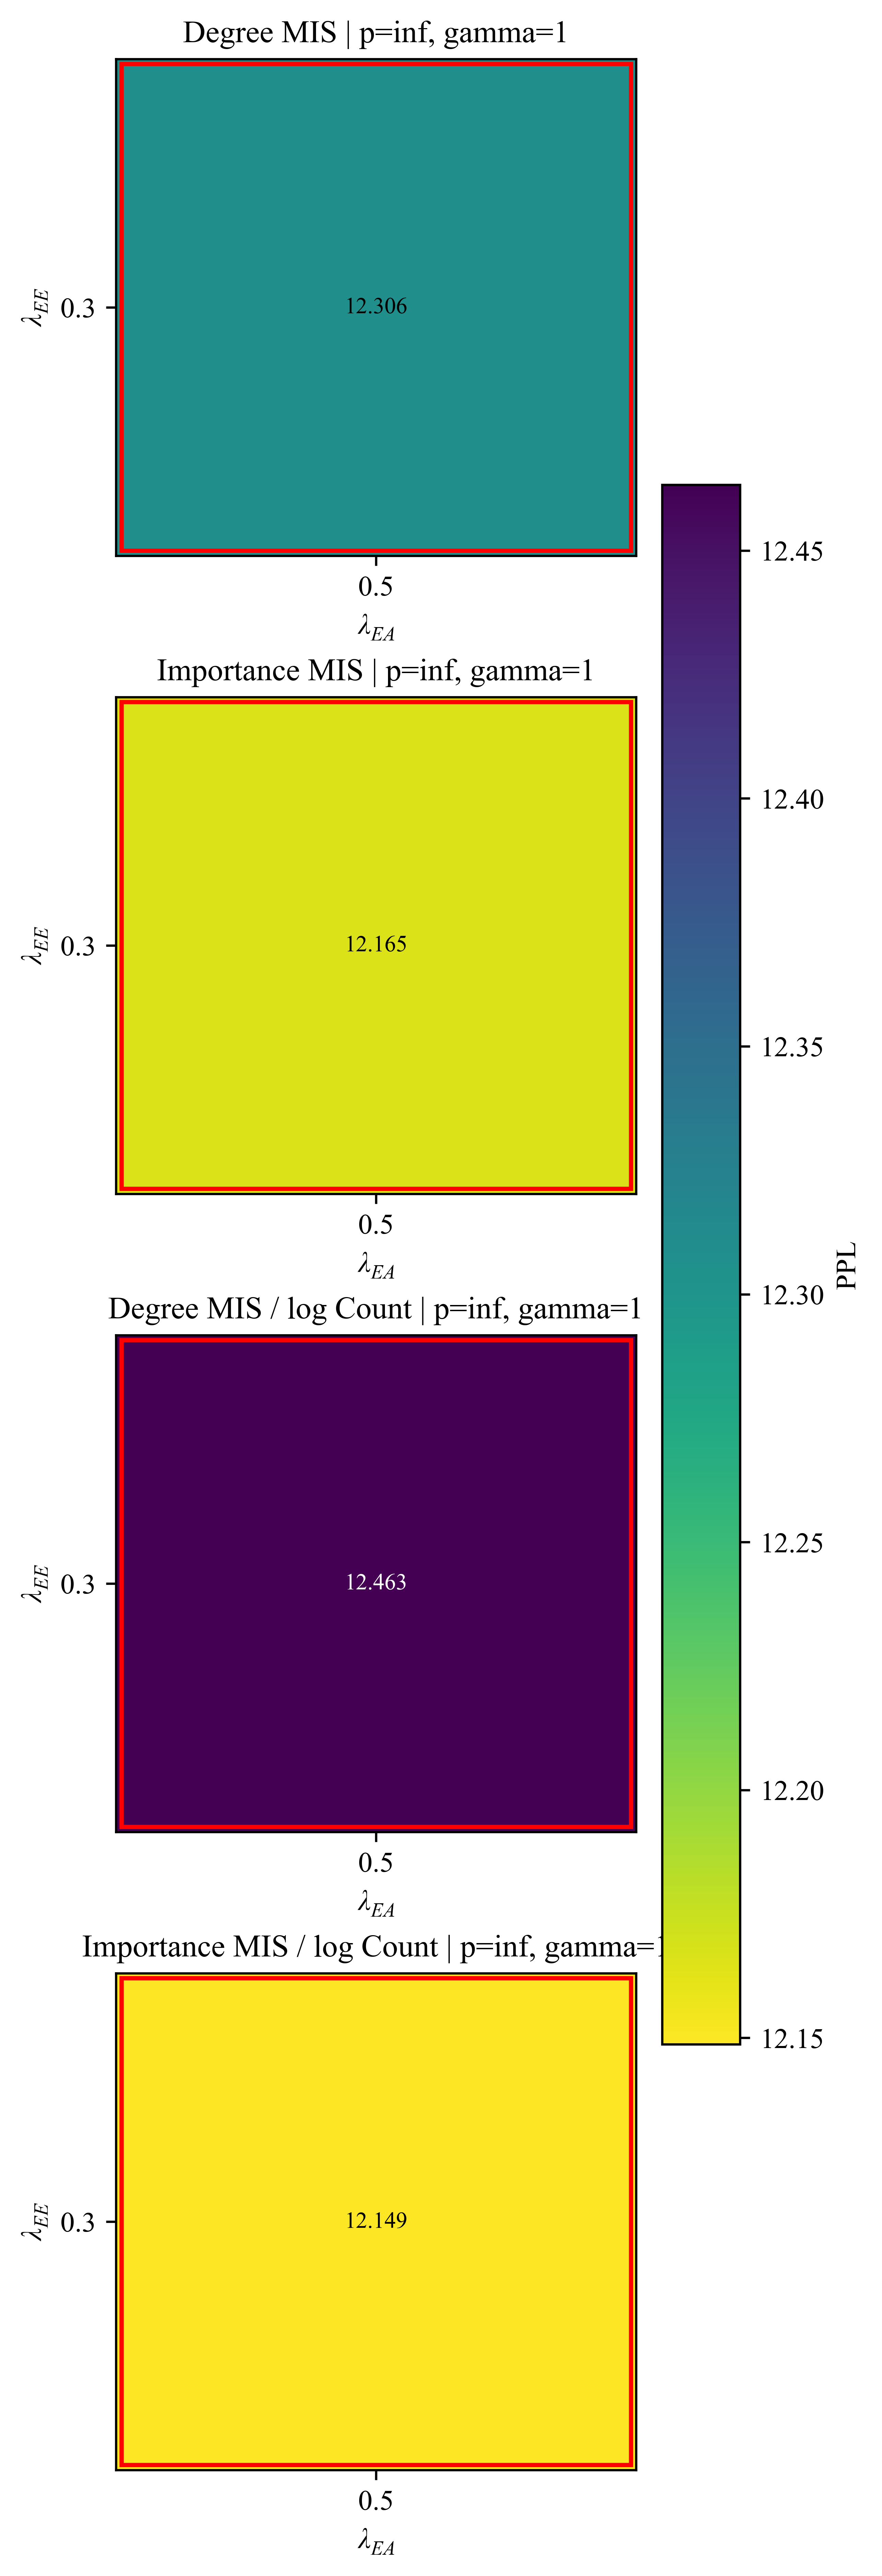 Degree MIS | p=inf, gamma=1
λEE
0.3
12.306
0.5
λEA
Importance MIS | p=inf, gamma=1
λEE
0.3
12.165
0.5
λEA
Degree MIS / log Count | p=inf, gamma=1
λEE
0.3
12.463
0.5
λEA
Importance MIS / log Count | p=inf, gamma=1
λEE
0.3
12.149
0.5
λEA
12.45
12.40
12.35
12.30
12.25
12.20
12.15
PPL